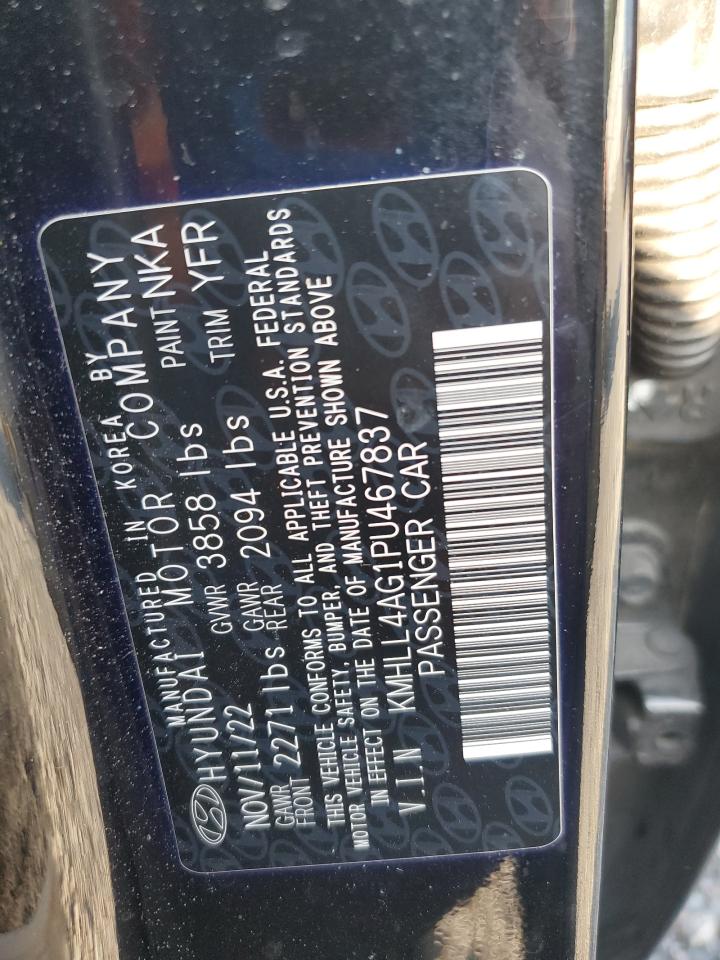 MANUFACTURED IN KOREA BY
HYUNDAI MOTOR COMPANY
NOV/11/22 GVWR 3858 lbs PAINT NKA
GAWR FRONT 2271 lbs GAWR REAR 2094 lbs TRIM YFR
THIS VEHICLE CONFORMS TO ALL APPLICABLE U.S.A. FEDERAL
MOTOR VEHICLE SAFETY, BUMPER, AND THEFT PREVENTION STANDARDS
IN EFFECT ON THE DATE OF MANUFACTURE SHOWN ABOVE
V.I.N KMHLL4AG1PU467837
PASSENGER CAR